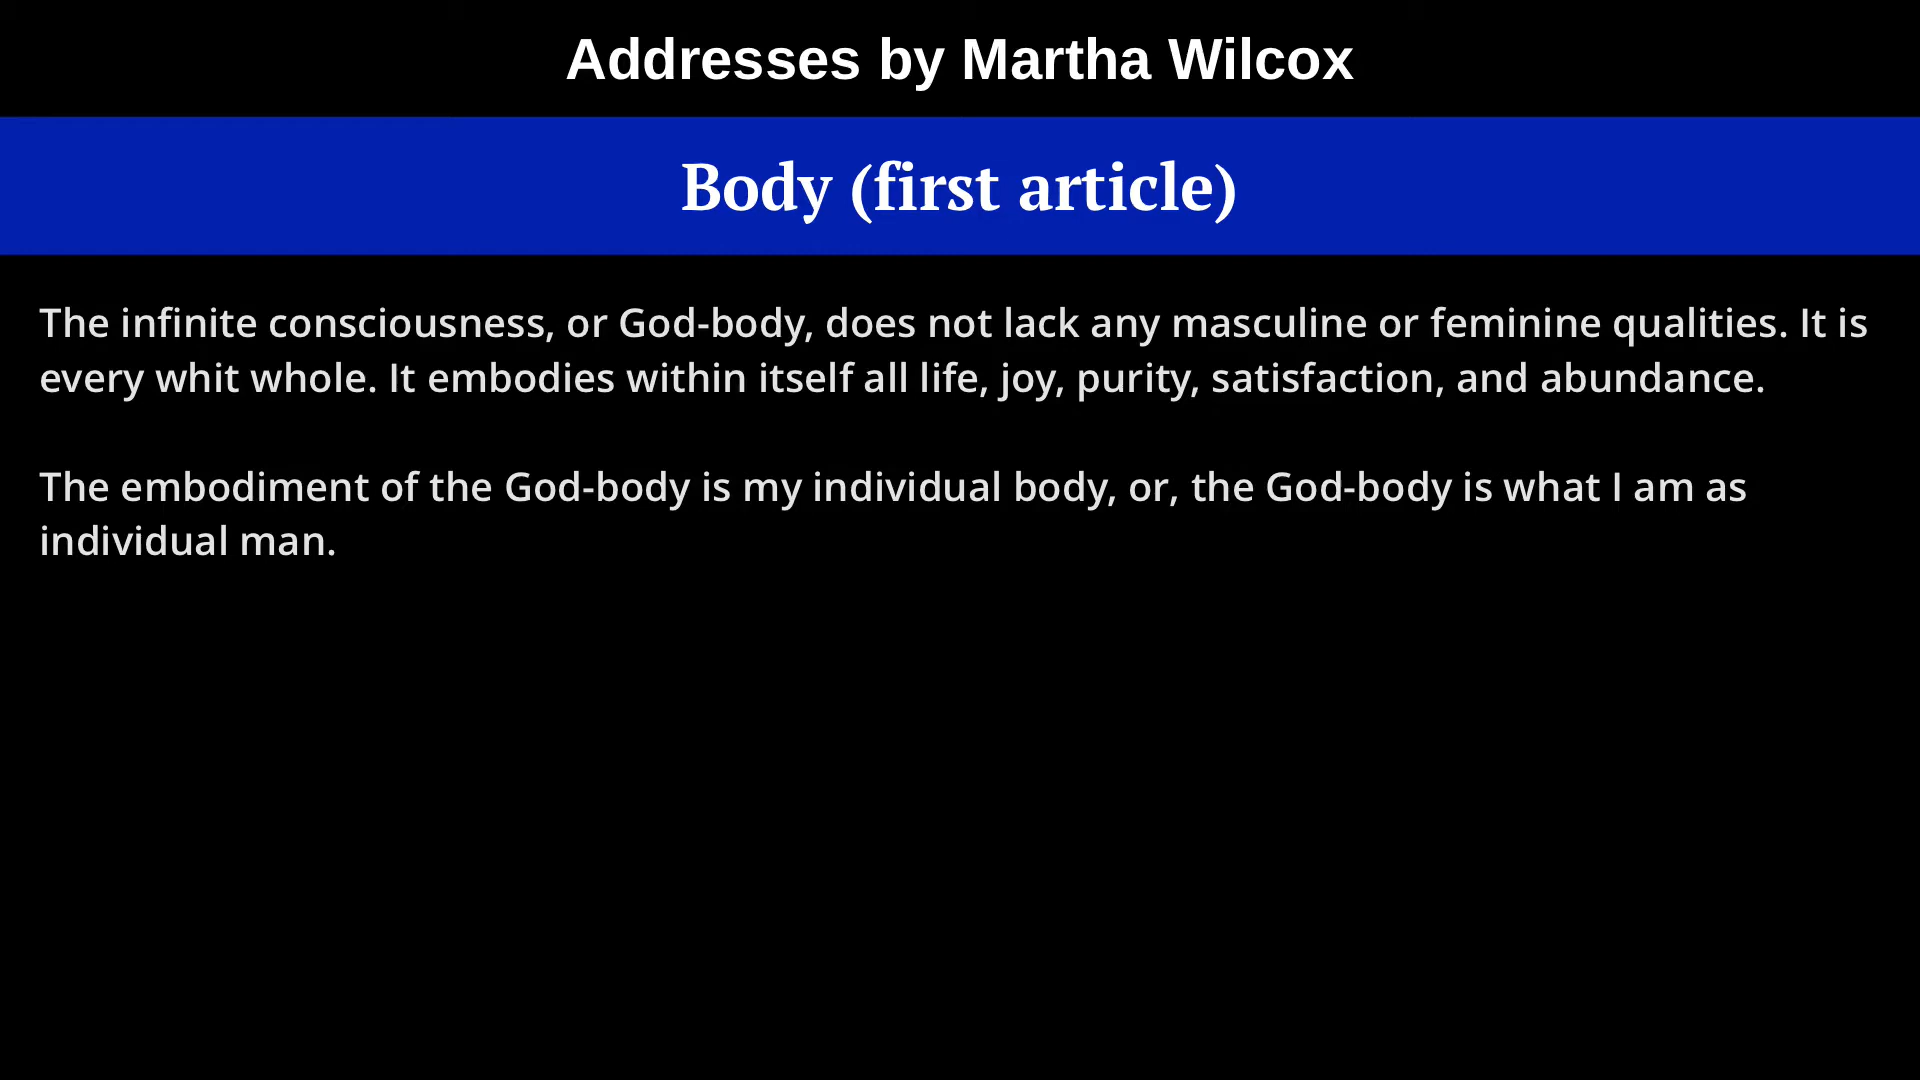 Addresses by Martha Wilcox
Body (first article)
The infinite consciousness, or God-body, does not lack any masculine or feminine qualities. It is
every whit whole. It embodies within itself all life, joy, purity, satisfaction, and abundance.
The embodiment of the God-body is my individual body, or, the God-body is what I am as
individual man.